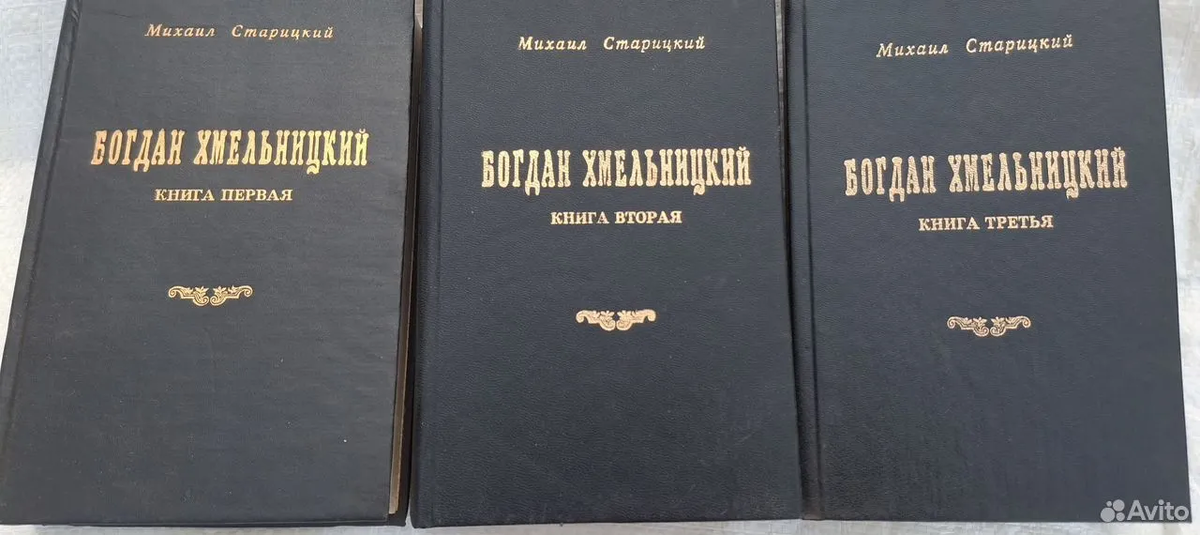 Михаил Старицкий
БОГДАН ХМЕЛЬНИЦКИЙ
КНИГА ПЕРВАЯ
Михаил Старицкий
БОГДАН ХМЕЛЬНИЦКИЙ
КНИГА ВТОРАЯ
Михаил Старицкий
БОГДАН ХМЕЛЬНИЦКИЙ
КНИГА ТРЕТЬЯ
Avito